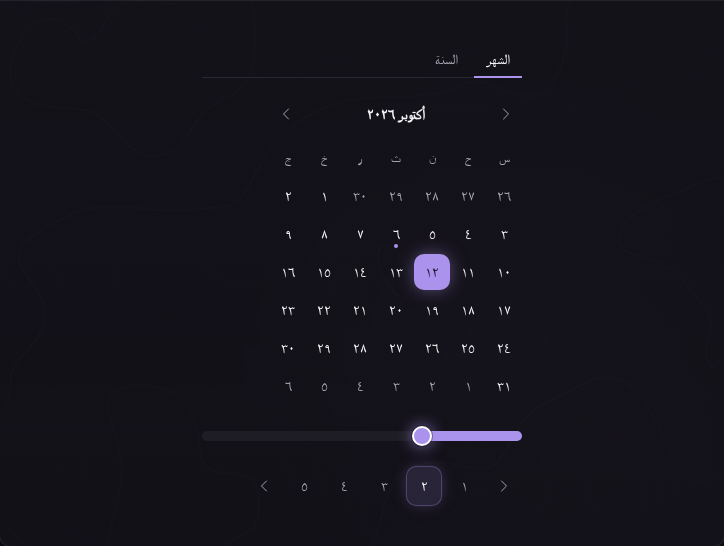 الشهر السنة
أكتوبر ٢٠٢٦
س ح ن ث ر خ ج
٢٦ ٢٧ ٢٨ ٢٩ ٣٠ ١ ٢
٣ ٤ ٥ ٦ ٧ ٨ ٩
١٠ ١١ ١٢ ١٣ ١٤ ١٥ ١٦
١٧ ١٨ ١٩ ٢٠ ٢١ ٢٢ ٢٣
٢٤ ٢٥ ٢٦ ٢٧ ٢٨ ٢٩ ٣٠
٣١ ١ ٢ ٣ ٤ ٥ ٦
١ ٢ ٣ ٤ ٥